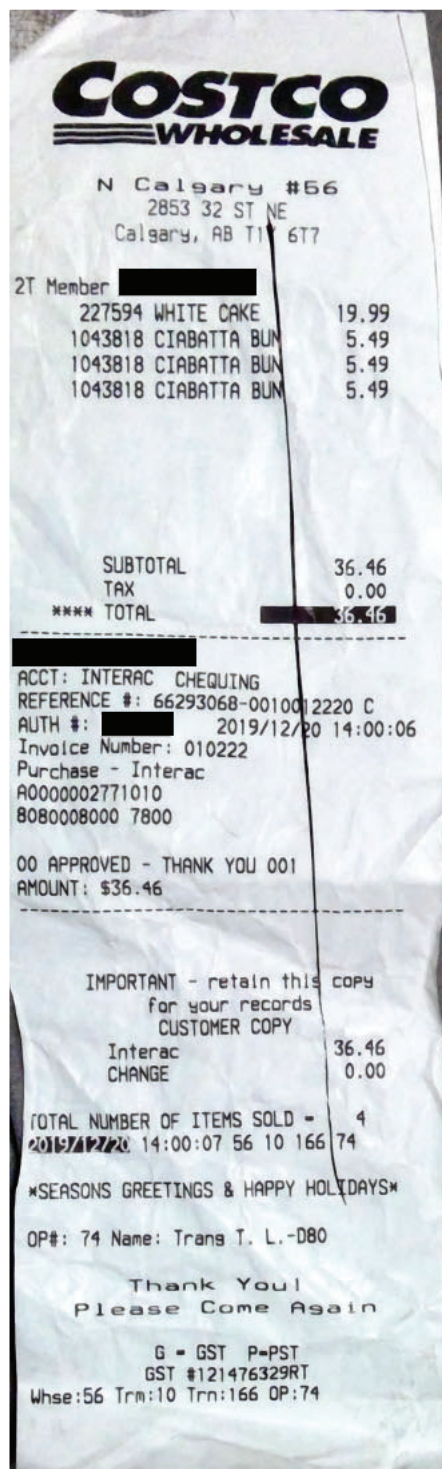 COSTCO
WHOLESALE
N Calgary #56
2853 32 ST NE
Calgary, AB T1 6T7
2T Member
227594 WHITE CAKE 19.99
1043818 CIABATTA BUN 5.49
1043818 CIABATTA BUN 5.49
1043818 CIABATTA BUN 5.49
SUBTOTAL 36.46
TAX 0.00
**** TOTAL 36.46
ACCT: INTERAC CHEQUING
REFERENCE #: 66293068-0010012220 C
AUTH #: 2019/12/20 14:00:06
Invoice Number: 010222
Purchase - Interac
A0000002771010
8080008000 7800
00 APPROVED - THANK YOU 001
AMOUNT: $36.46
IMPORTANT - retain this copy
for your records
CUSTOMER COPY
Interac 36.46
CHANGE 0.00
TOTAL NUMBER OF ITEMS SOLD = 4
2019/12/20 14:00:07 56 10 166 74
*SEASONS GREETINGS & HAPPY HOLIDAYS*
OP#: 74 Name: Trang T. L.-D80
Thank You!
Please Come Again
G = GST P=PST
GST #121476329RT
Whse:56 Trm:10 Trn:166 OP:74